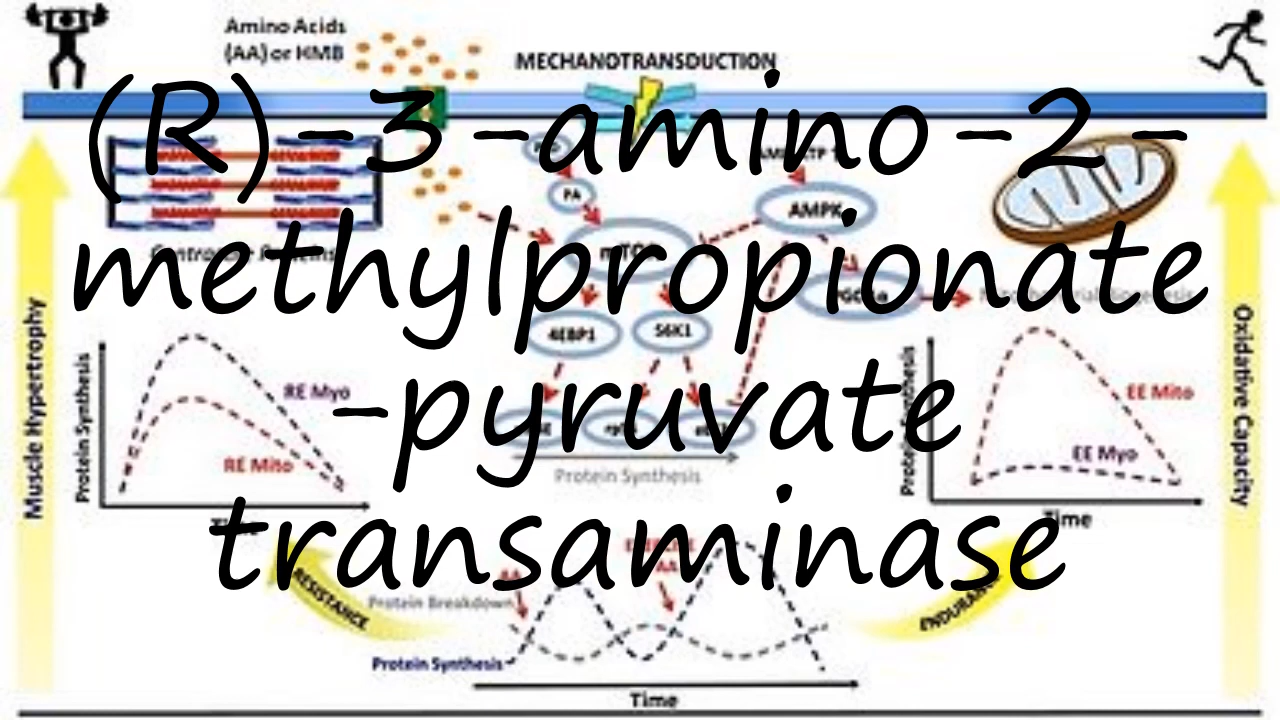 Amino Acids
(AA) or HMB
MECHANOTRANSDUCTION
(R)-3-amino-2-
methylpropionate
-pyruvate
transaminase
PA
AMPK
4EBP1
S6K1
Protein Synthesis
Muscle Hypertrophy
Protein Synthesis
RE Myo
RE Mito
Oxidative Capacity
EE Mito
EE Myo
Time
RESISTANCE
ENDURANCE
Protein Breakdown
Protein Synthesis
Time